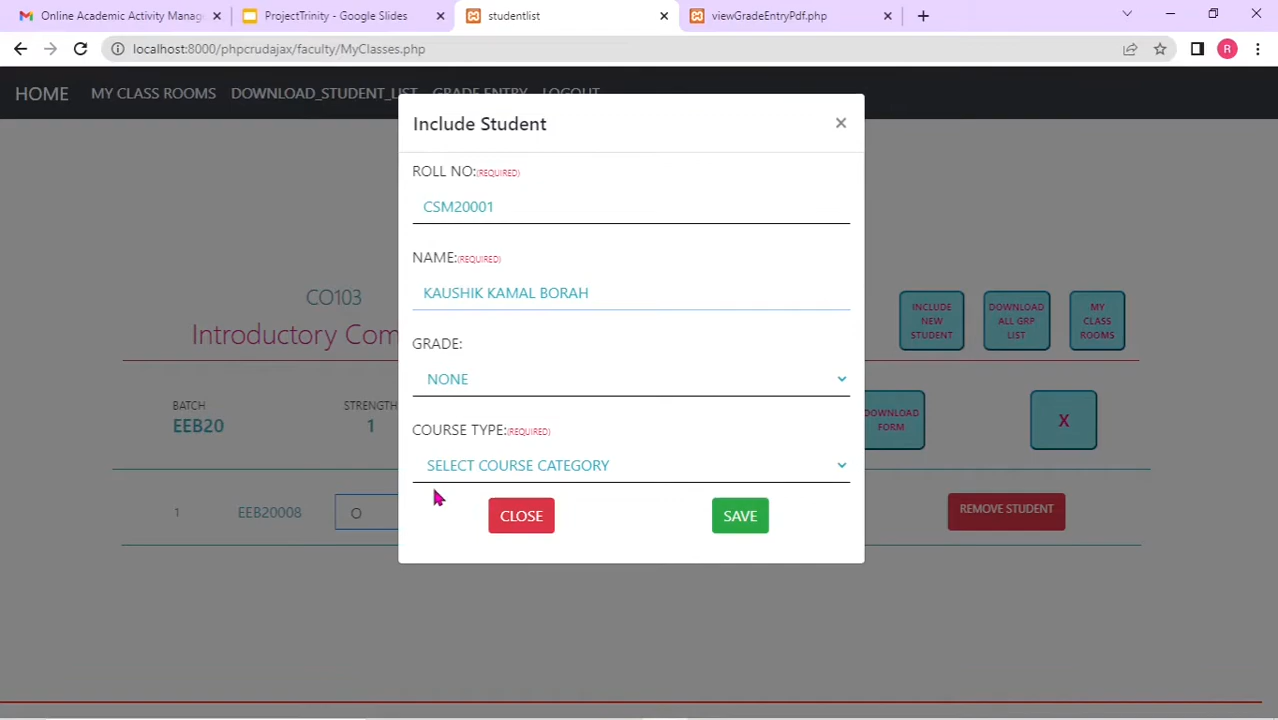 Online Academic Activity Manag
ProjectTrinity - Google Slides
studentlist
viewGradeEntryPdf.php
localhost:8000/phpcrudajax/faculty/MyClasses.php
R
HOME MY CLASS ROOMS DOWNLOAD_STUDENT_LIST GRADE ENTRY LOGOUT
Include Student
×
ROLL NO:(REQUIRED)
CSM20001
NAME:(REQUIRED)
KAUSHIK KAMAL BORAH
GRADE:
NONE
COURSE TYPE:(REQUIRED)
SELECT COURSE CATEGORY
CLOSE SAVE
CO103
Introductory Com
INCLUDE
NEW
STUDENT
DOWNLOAD
ALL GRP
LIST
MY
CLASS
ROOMS
BATCH
EEB20
STRENGTH
1
DOWNLOAD
FORM
X
1 EEB20008 O REMOVE STUDENT